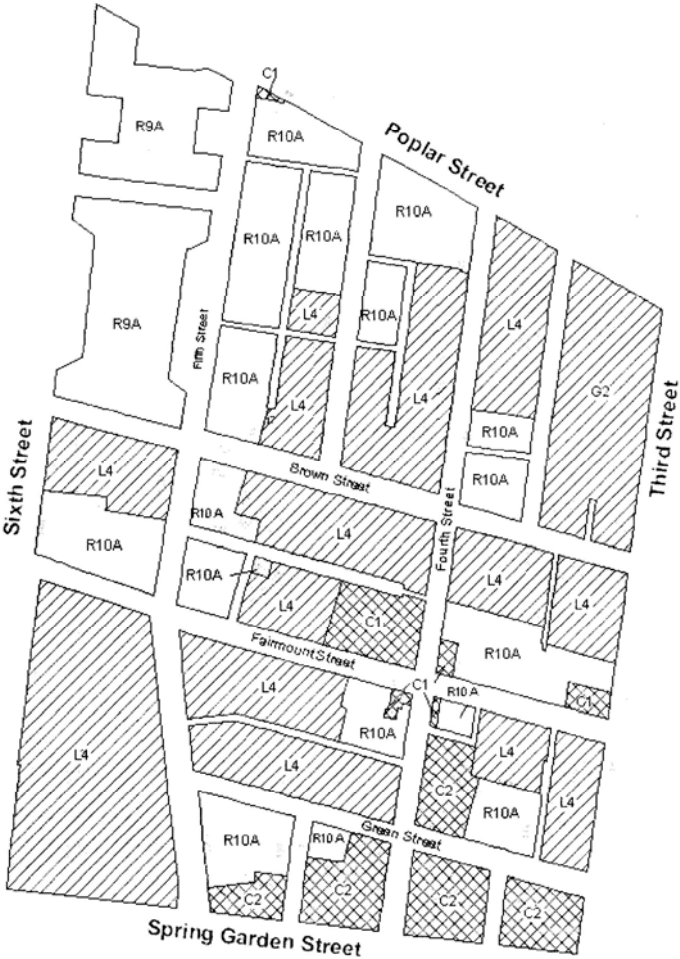 C1
R9A
R10A
Poplar Street
R10A
R10A
R10A
L4
L4
R10A
R9A
Fifth Street
R10A
L4
L4
G2
R10A
Third Street
Sixth Street
L4
Brown Street
R10A
R10A
L4
Fourth Street
R10A
R10A
L4
L4
R10A
L4
C1
Fairmount Street
R10A
L4
C1
R10A
C1
R10A
L4
L4
L4
C2
R10A
L4
Green Street
R10A
R10A
C2
C2
C2
C2
Spring Garden Street